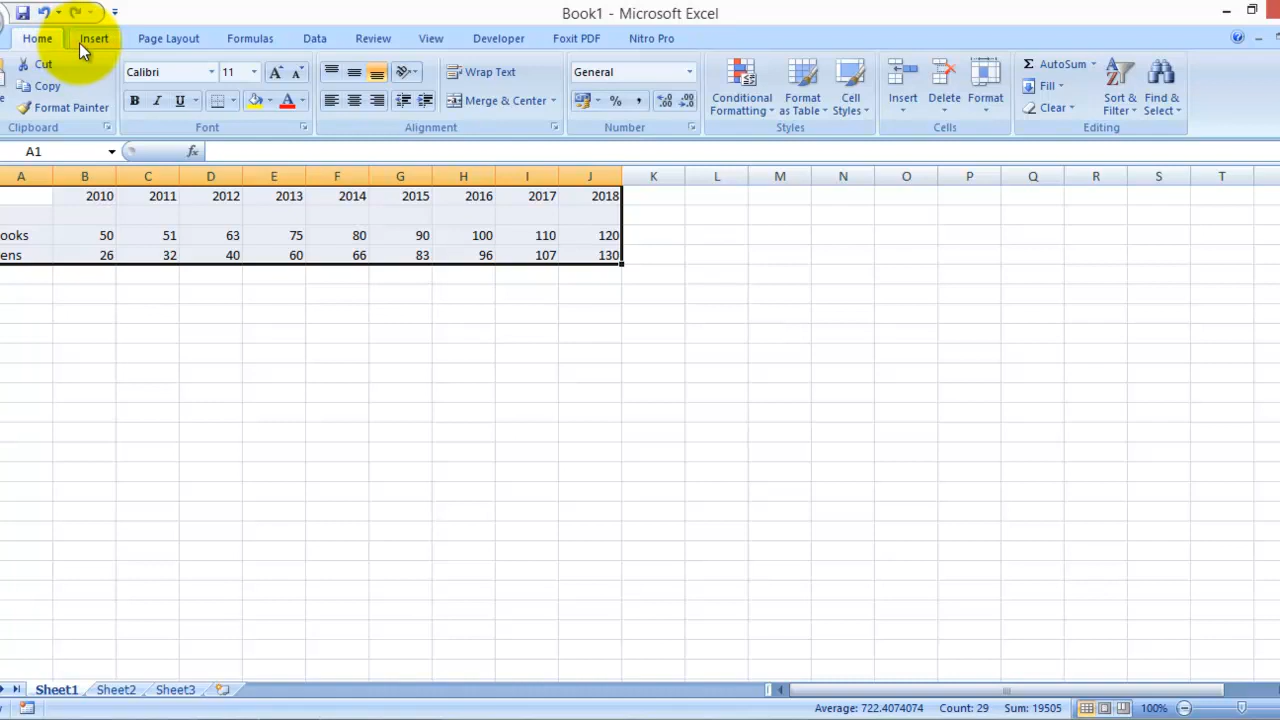 Book1 - Microsoft Excel
Home Insert Page Layout Formulas Data Review View Developer Foxit PDF Nitro Pro
Cut
Copy
Format Painter
Clipboard
Calibri 11
B I U A
Font
Wrap Text
Merge & Center
Alignment
General
%
Number
Conditional Formatting
Format as Table
Cell Styles
Styles
Insert Delete Format
Cells
Σ AutoSum
Fill
Clear
Sort & Filter
Find & Select
Editing
A1 fx
A B C D E F G H I J K L M N O P Q R S T
2010 2011 2012 2013 2014 2015 2016 2017 2018
ooks 50 51 63 75 80 90 100 110 120
ens 26 32 40 60 66 83 96 107 130
Sheet1 Sheet2 Sheet3
Average: 722.4074074 Count: 29 Sum: 19505 100%